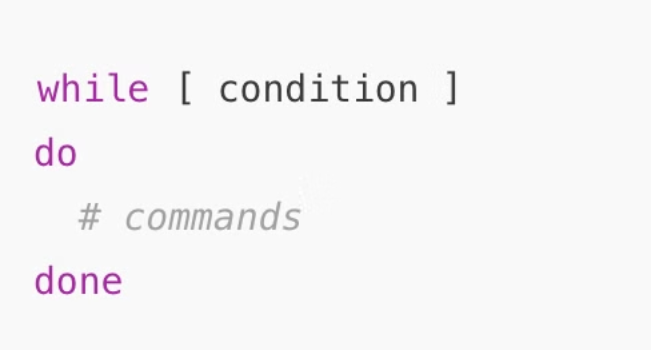 while [ condition ]
do
  # commands
done